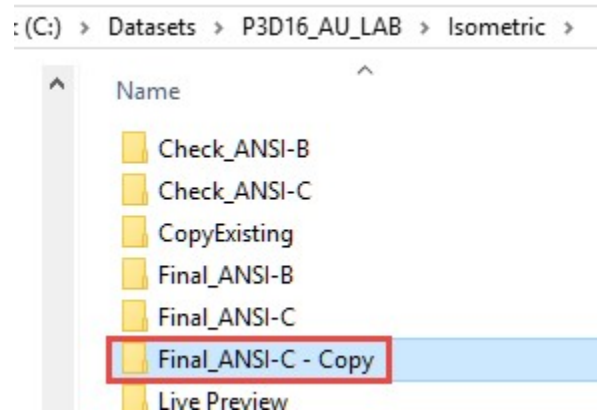 : (C:) > Datasets > P3D16_AU_LAB > Isometric >
Name
Check_ANSI-B
Check_ANSI-C
CopyExisting
Final_ANSI-B
Final_ANSI-C
Final_ANSI-C - Copy
Live Preview